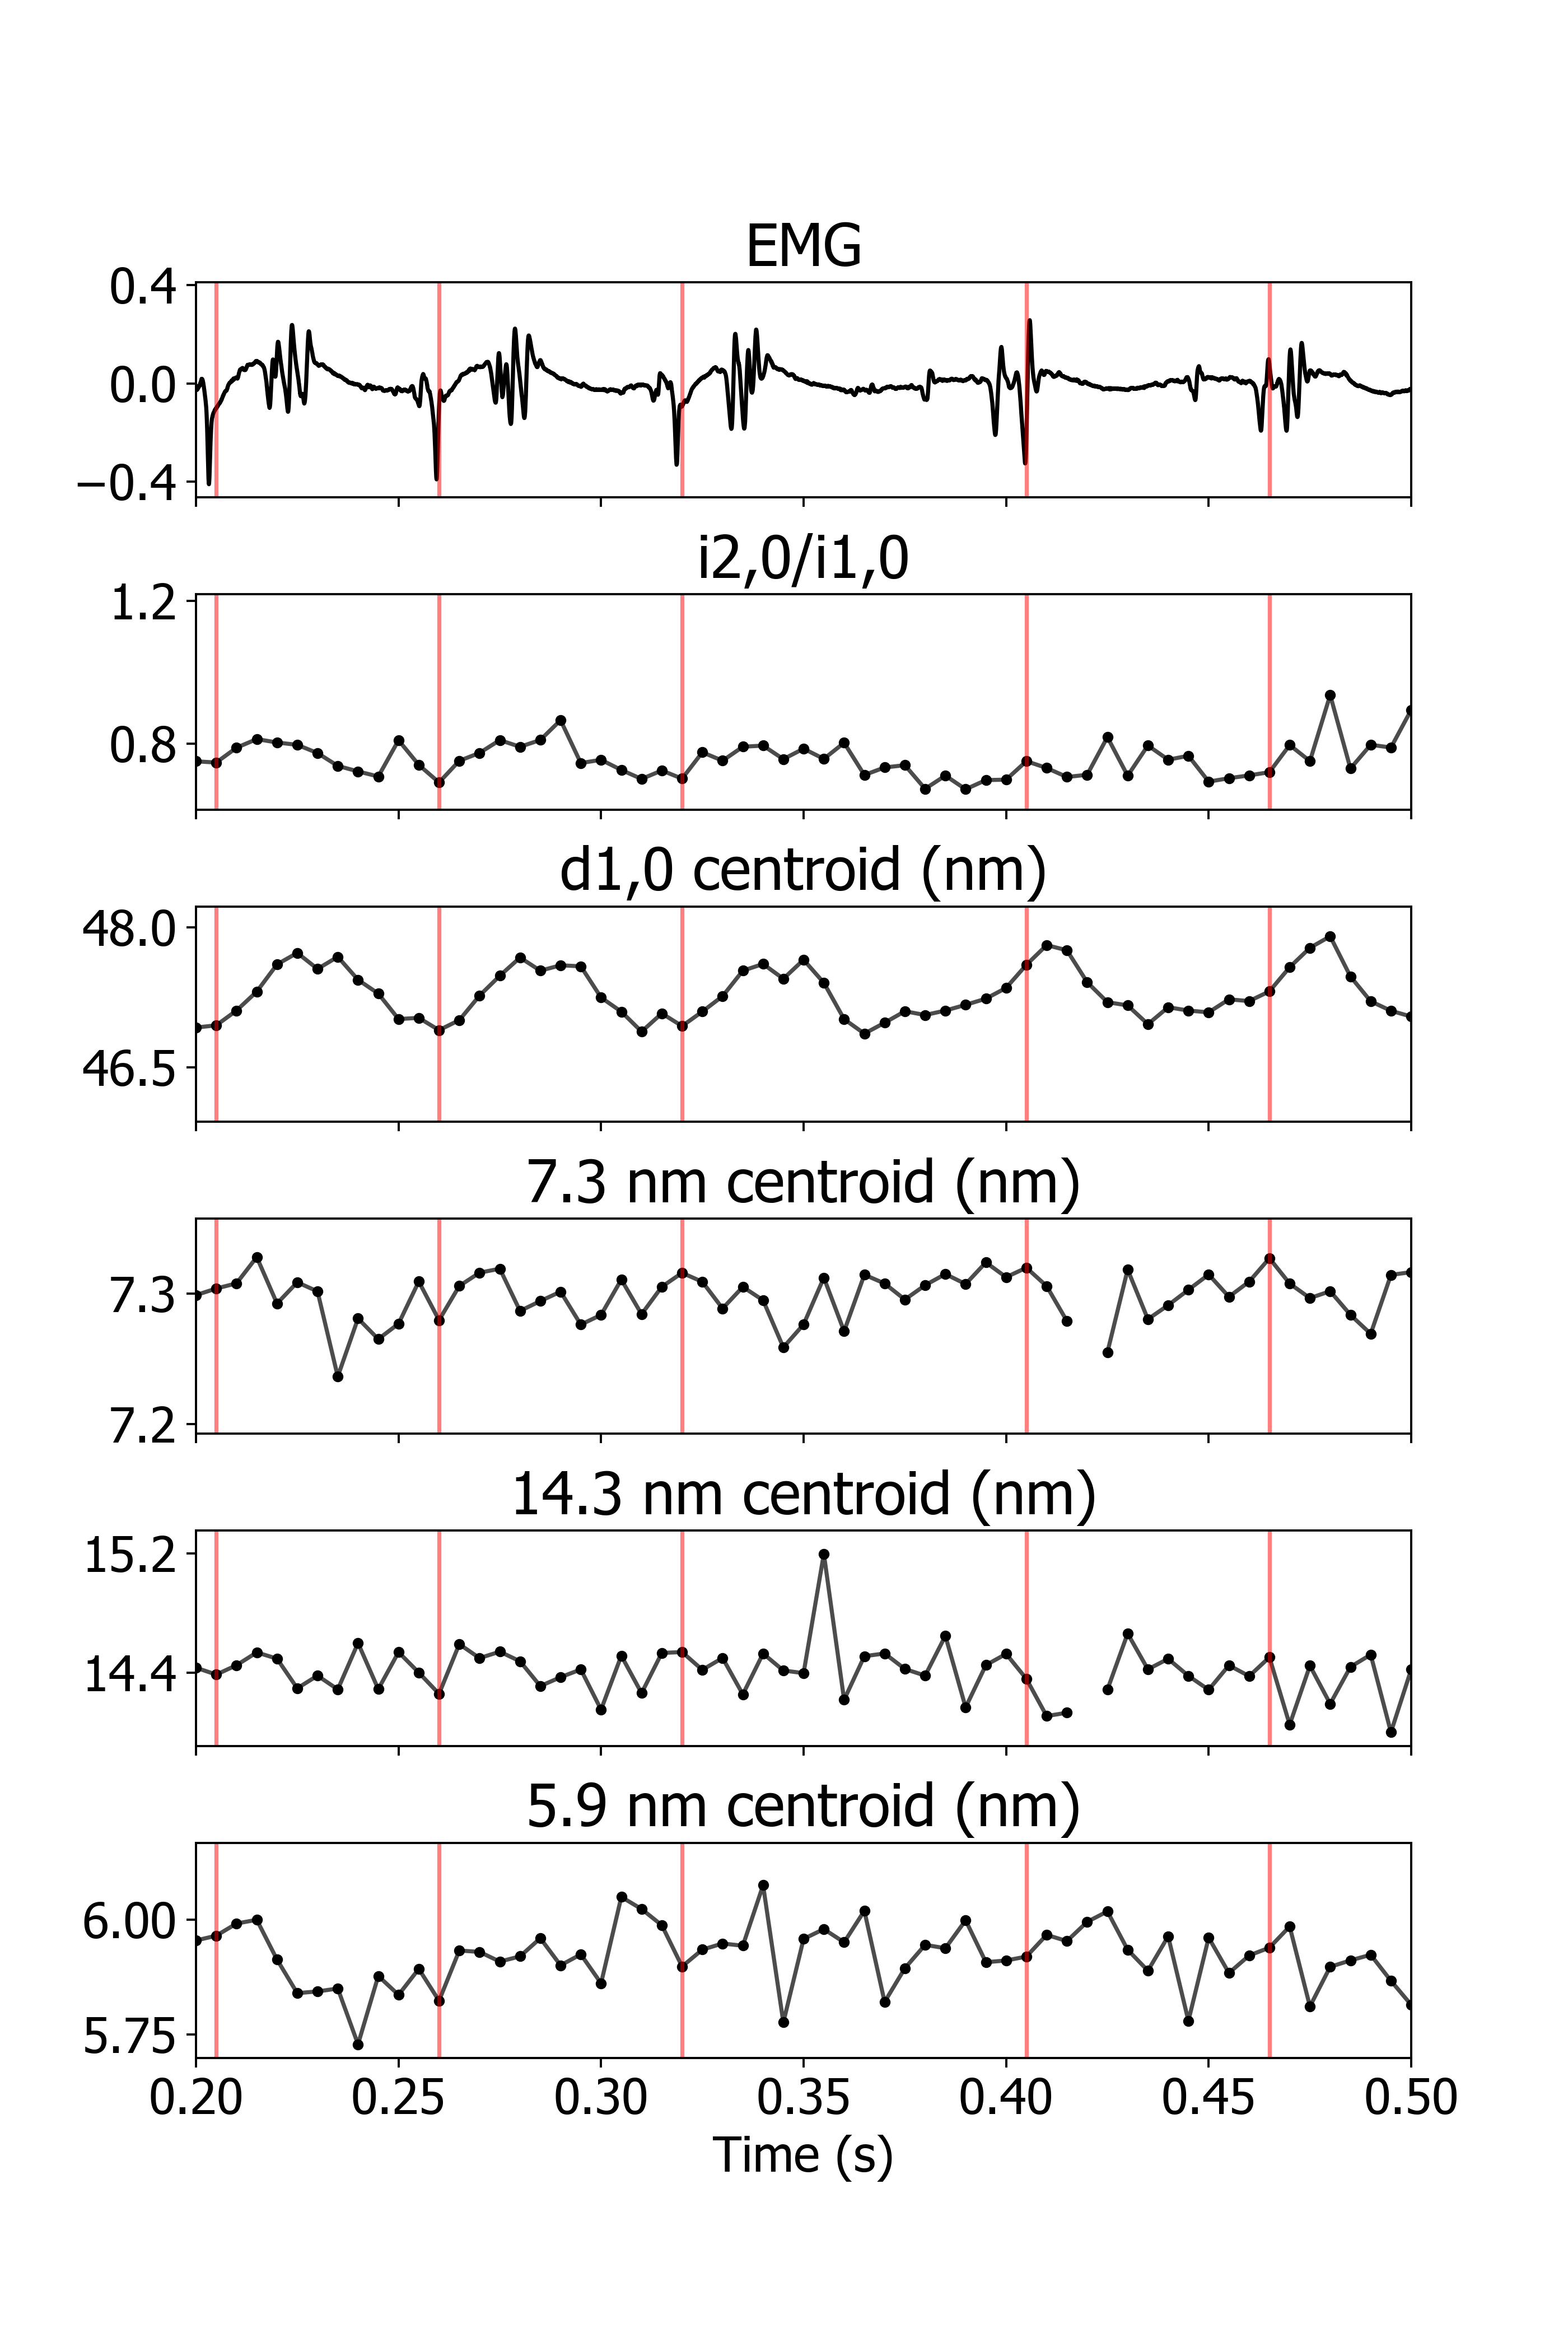 EMG
0.4
0.0
−0.4
i2,0/i1,0
1.2
0.8
d1,0 centroid (nm)
48.0
46.5
7.3 nm centroid (nm)
7.3
7.2
14.3 nm centroid (nm)
15.2
14.4
5.9 nm centroid (nm)
6.00
5.75
0.20 0.25 0.30 0.35 0.40 0.45 0.50
Time (s)